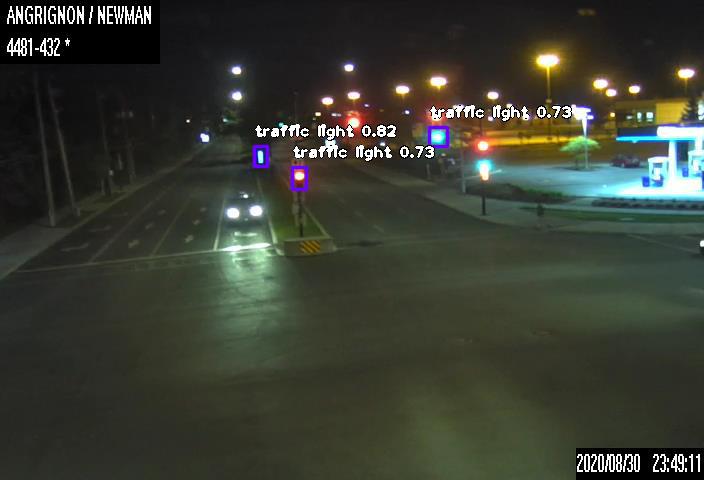 ANGRIGNON / NEWMAN
4481-432 *
traffic light 0.73
traffic light 0.82
traffic light 0.73
2020/08/30 23:49:11